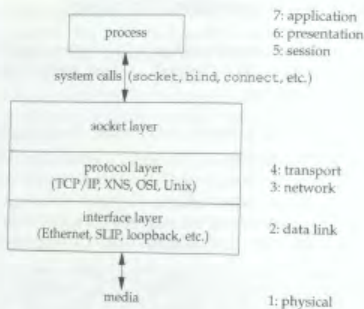 7: application
process
6: presentation
5: session
system calls (socket, bind, connect, etc.)
socket layer
protocol layer
4: transport
(TCP/IP, XNS, OSI, Unix)
3: network
interface layer
(Ethernet, SLIP, loopback, etc.)
2: data link
media
1: physical